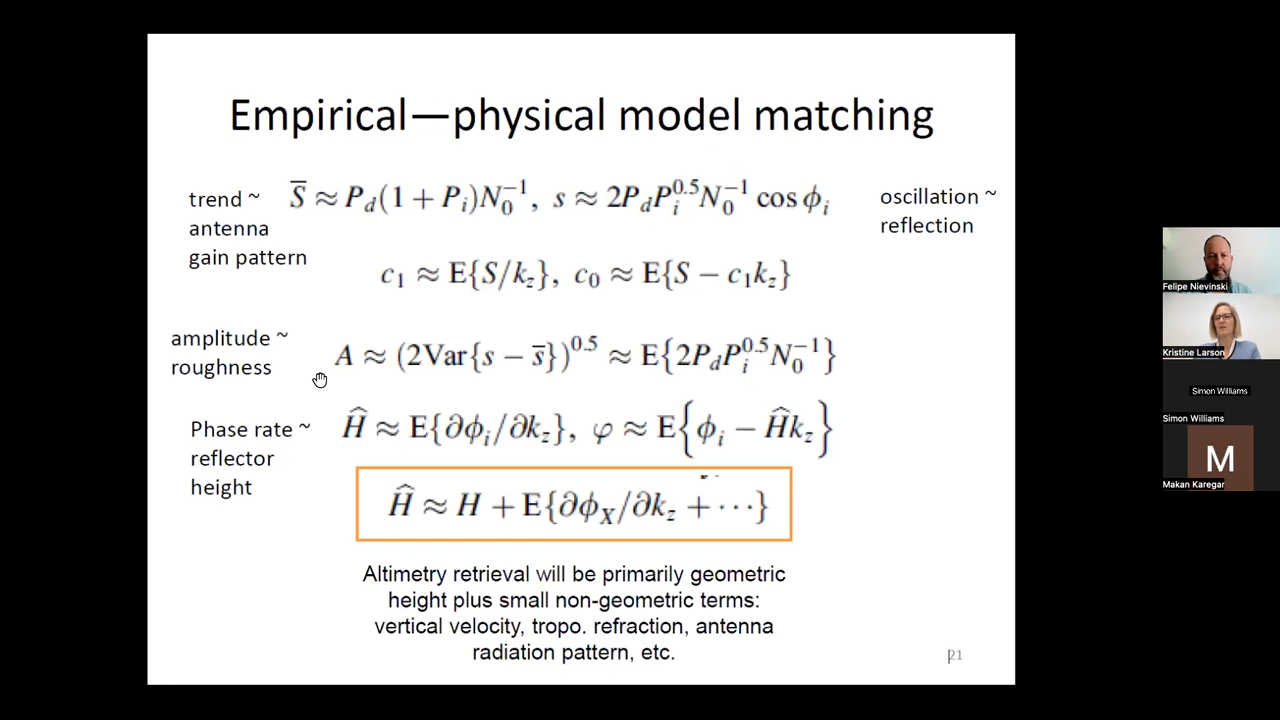 Empirical—physical model matching
trend ~
antenna
gain pattern
S̅ ≈ P_d(1 + P_i)N_0^{-1}, s ≈ 2P_dP_i^{0.5}N_0^{-1} cos ϕ_i
oscillation ~
reflection
c_1 ≈ E{S/k_z}, c_0 ≈ E{S − c_1k_z}
amplitude ~
roughness
A ≈ (2Var{s − s̅})^{0.5} ≈ E{2P_dP_i^{0.5}N_0^{-1}}
Phase rate ~
reflector
height
Ĥ ≈ E{∂ϕ_i/∂k_z}, φ ≈ E{ϕ_i − Ĥk_z}
Ĥ ≈ H + E{∂ϕ_X/∂k_z + ⋯}
Altimetry retrieval will be primarily geometric
height plus small non-geometric terms:
vertical velocity, tropo. refraction, antenna
radiation pattern, etc.
21
Felipe Nievinski
Kristine Larson
Simon Williams
Simon Williams
M
Makan Karegar